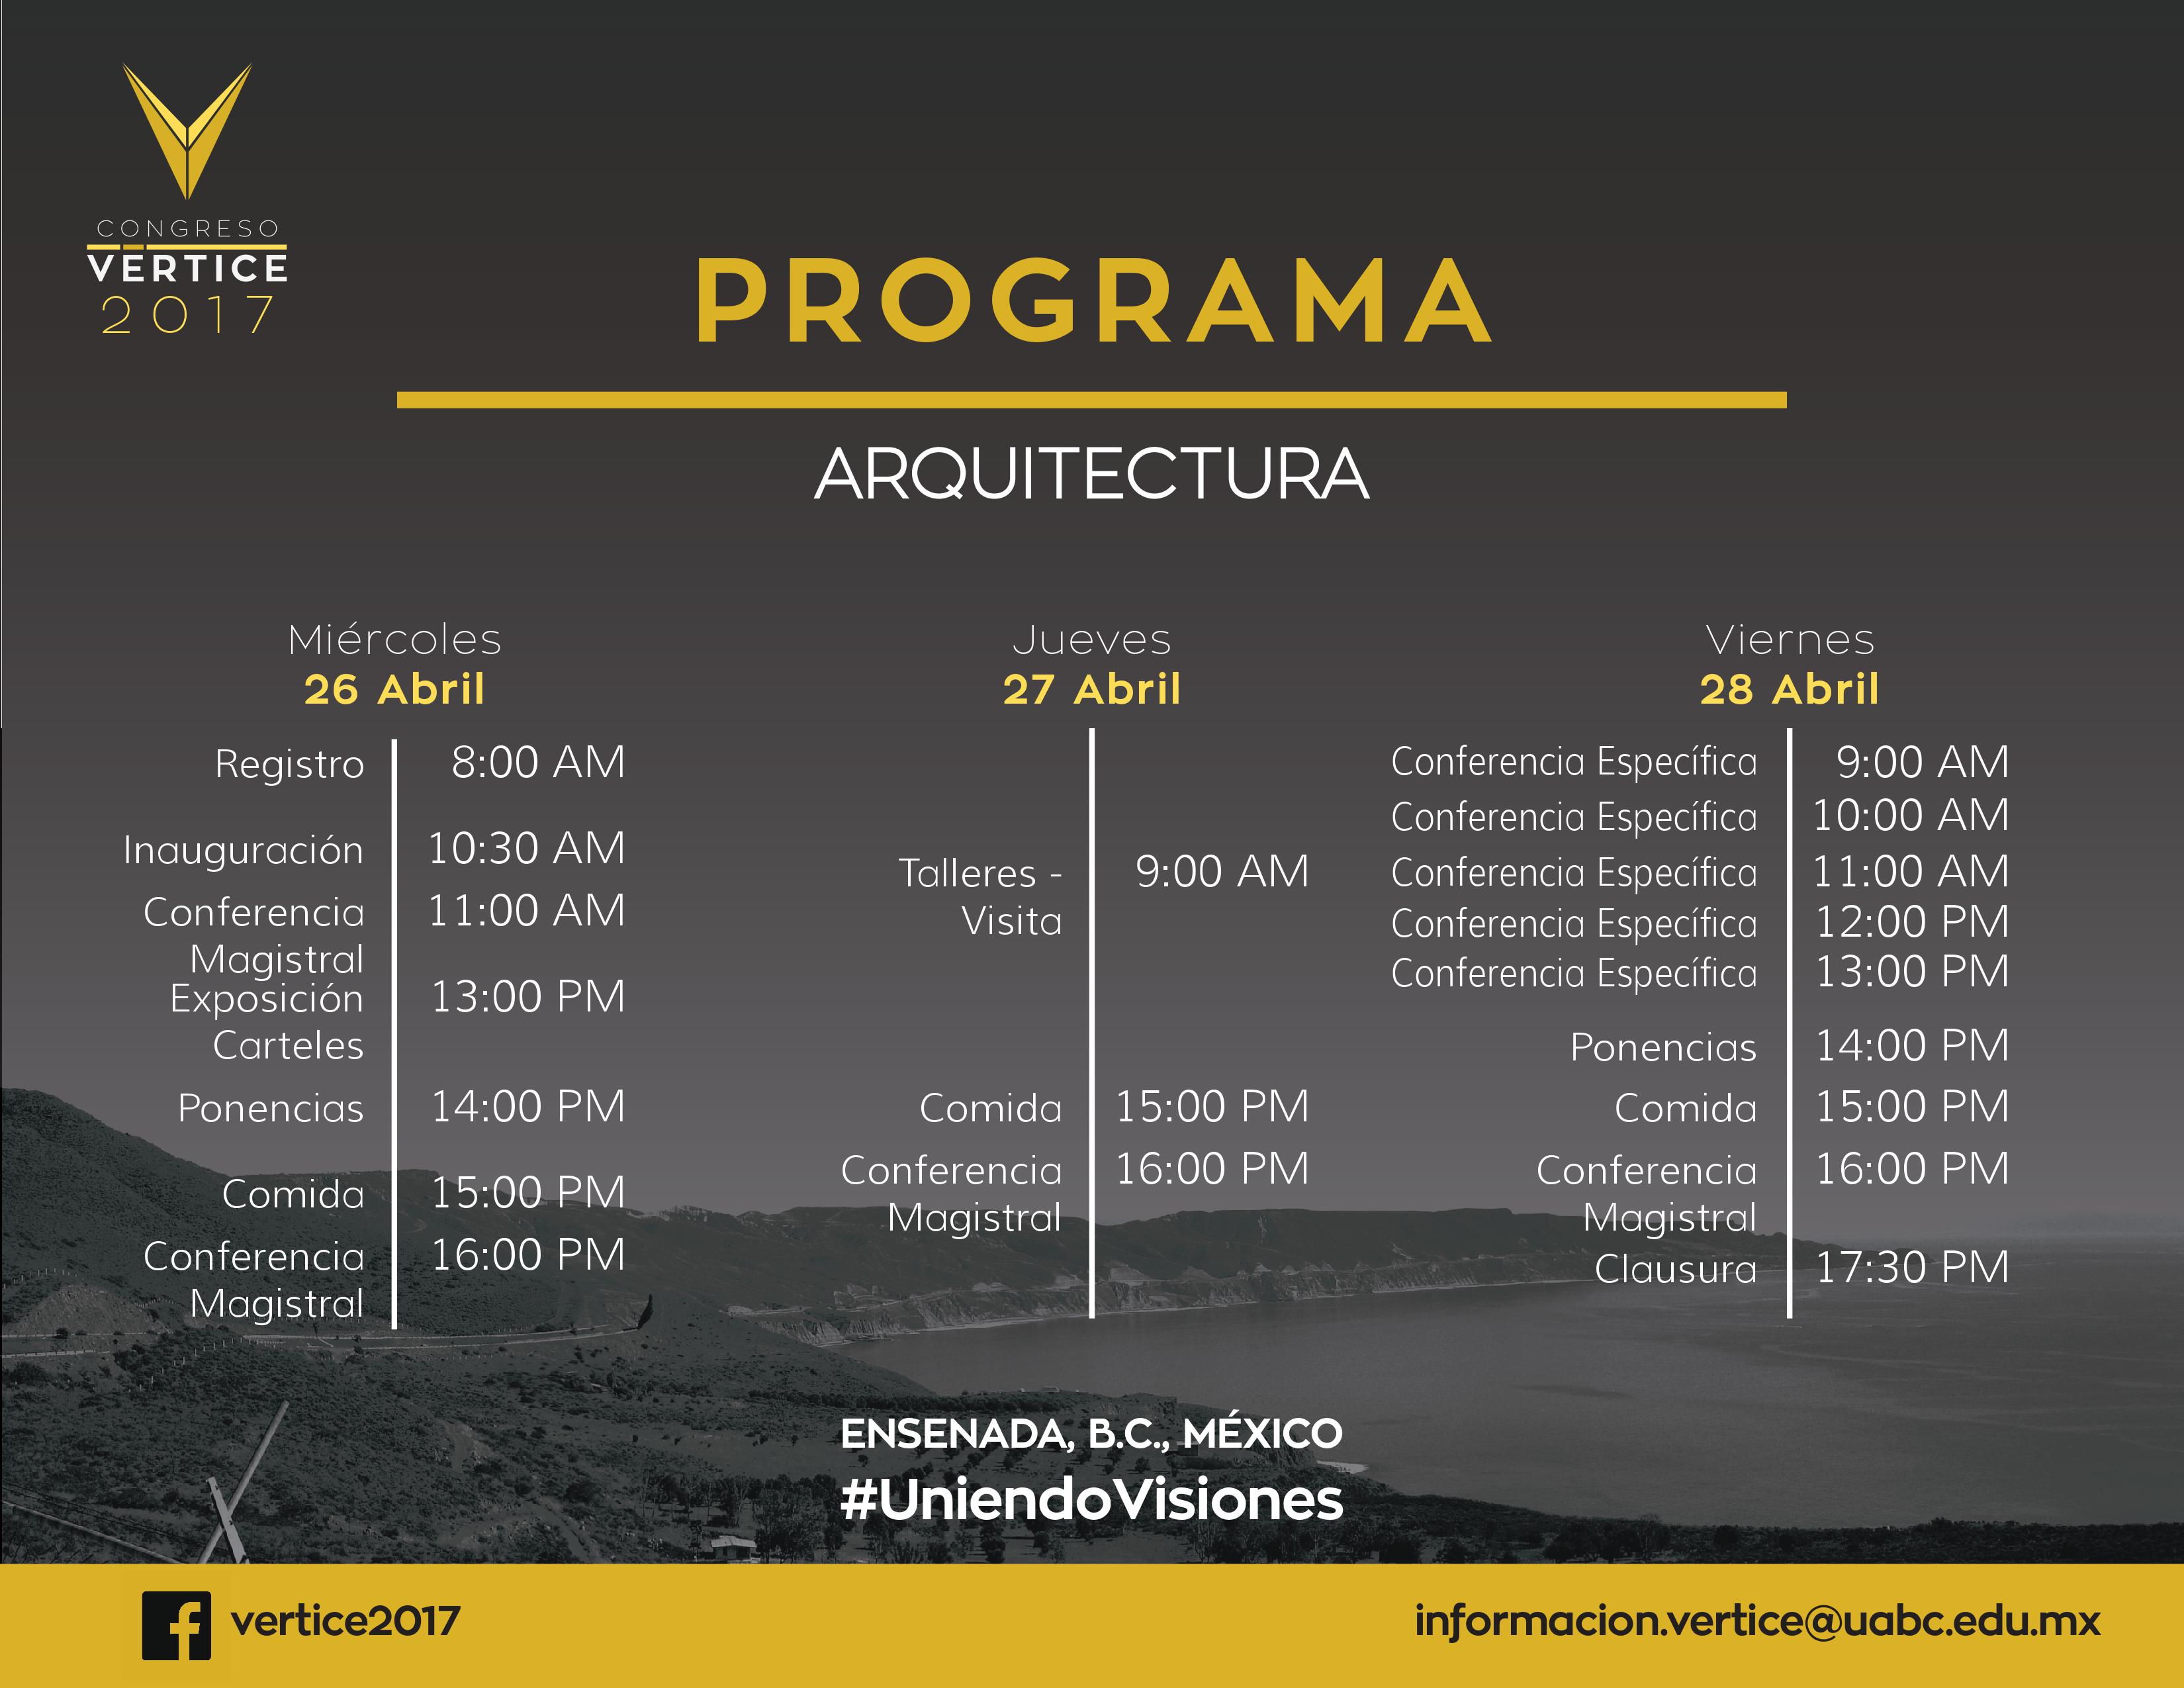 CONGRESO
VERTICE
2017
PROGRAMA
ARQUITECTURA
Miércoles
26 Abril
Registro 8:00 AM
Inauguración 10:30 AM
Conferencia 11:00 AM
Magistral
Exposición 13:00 PM
Carteles
Ponencias 14:00 PM
Comida 15:00 PM
Conferencia 16:00 PM
Magistral
Jueves
27 Abril
Talleres - 9:00 AM
Visita
Comida 15:00 PM
Conferencia 16:00 PM
Magistral
Viernes
28 Abril
Conferencia Específica 9:00 AM
Conferencia Específica 10:00 AM
Conferencia Específica 11:00 AM
Conferencia Específica 12:00 PM
Conferencia Específica 13:00 PM
Ponencias 14:00 PM
Comida 15:00 PM
Conferencia 16:00 PM
Magistral
Clausura 17:30 PM
ENSENADA, B.C., MÉXICO
#UniendoVisiones
vertice2017
informacion.vertice@uabc.edu.mx